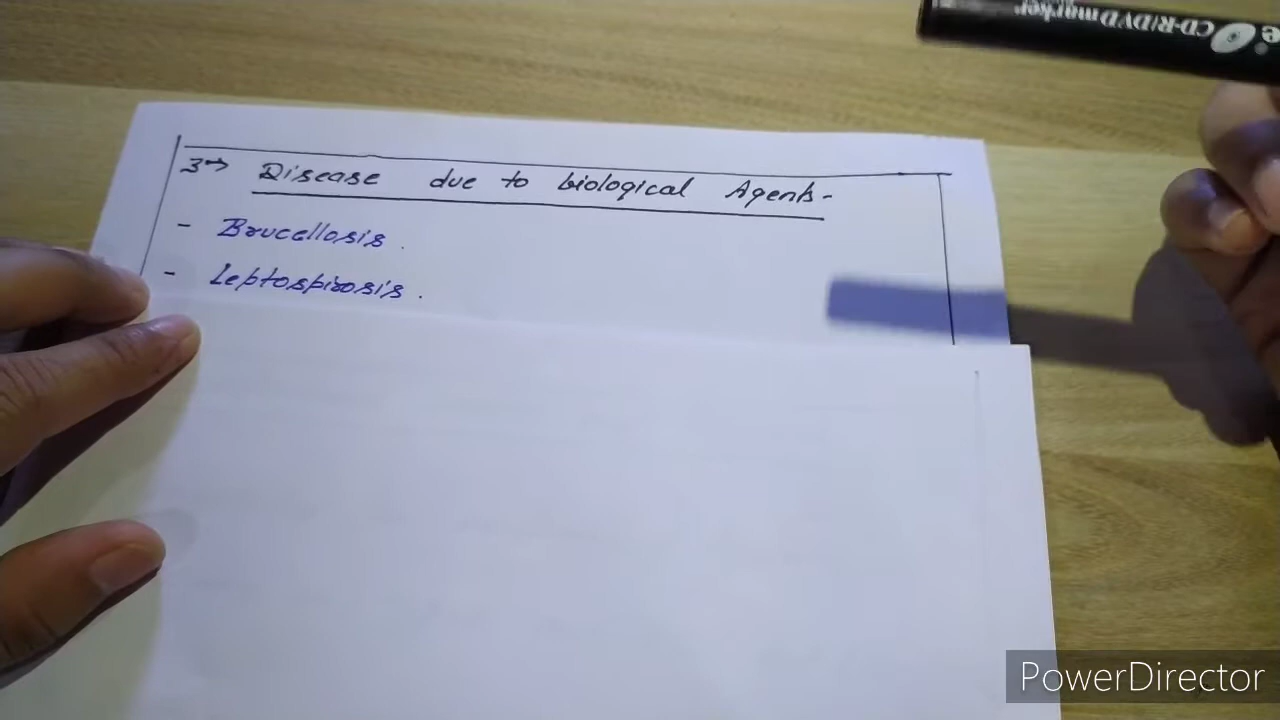 CD-R/DVD marker
3→ Disease due to biological Agents-
- Brucellosis.
- Leptospirosis.
PowerDirector